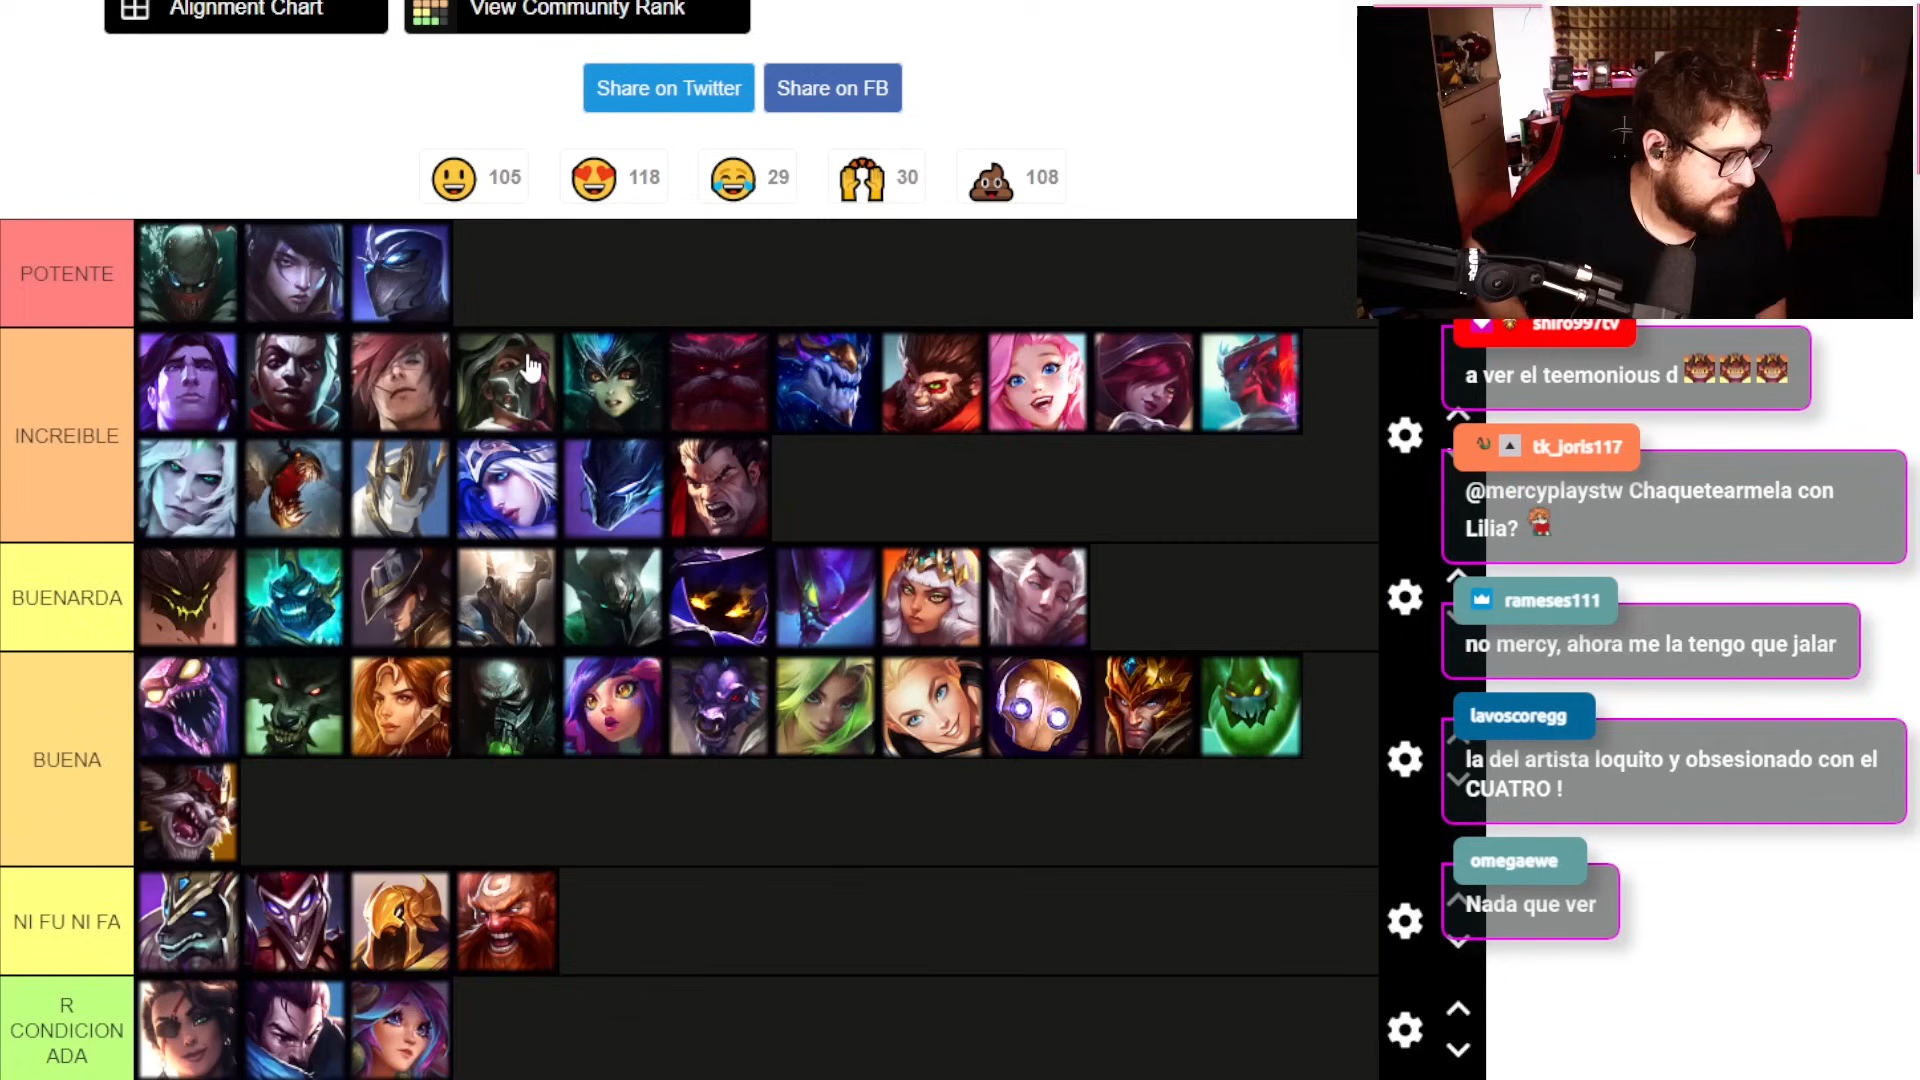 Alignment Chart
View Community Rank
Share on Twitter
Share on FB
105
118
29
30
108
POTENTE
INCREIBLE
BUENARDA
BUENA
NI FU NI FA
R
CONDICION
ADA
shiro997tv
a ver el teemonious d
tk_joris117
@mercyplaystw Chaquetearmela con
Lilia?
rameses111
no mercy, ahora me la tengo que jalar
lavoscoregg
la del artista loquito y obsesionado con el
CUATRO !
omegaewe
Nada que ver